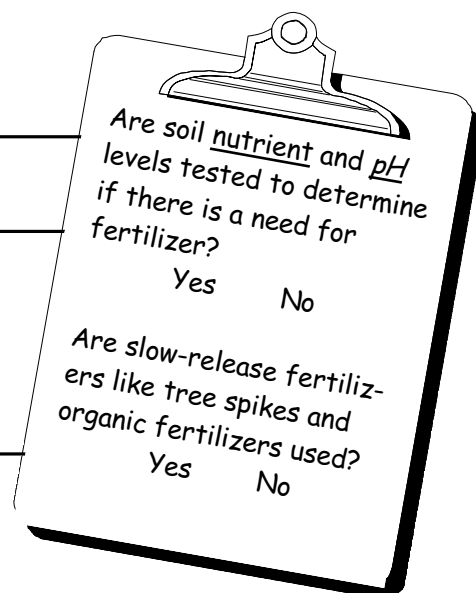 Are soil nutrient and pH
levels tested to determine
if there is a need for
fertilizer?
Yes No
Are slow-release fertiliz-
ers like tree spikes and
organic fertilizers used?
Yes No